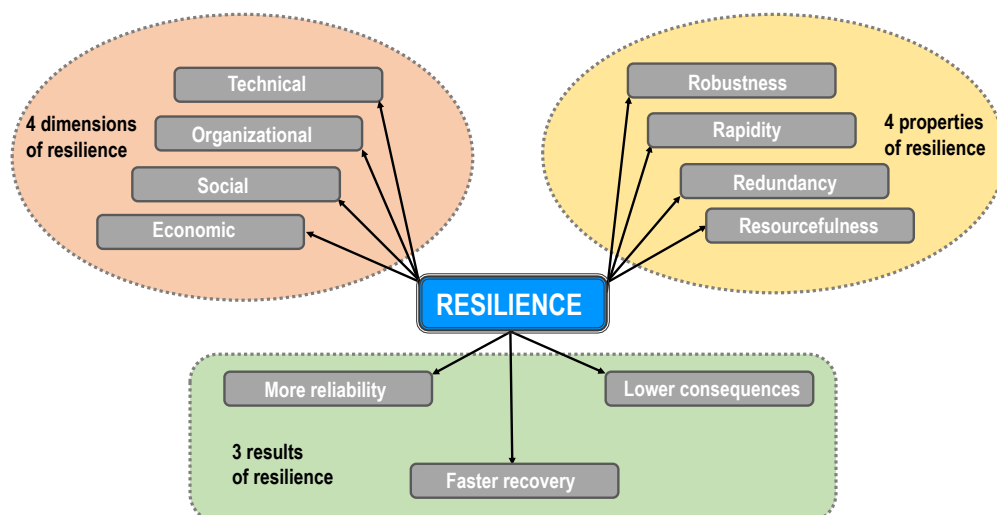 Technical
4 dimensions
of resilience
Organizational
Social
Economic
Robustness
Rapidity
4 properties
of resilience
Redundancy
Resourcefulness
RESILIENCE
More reliability
Lower consequences
3 results
of resilience
Faster recovery